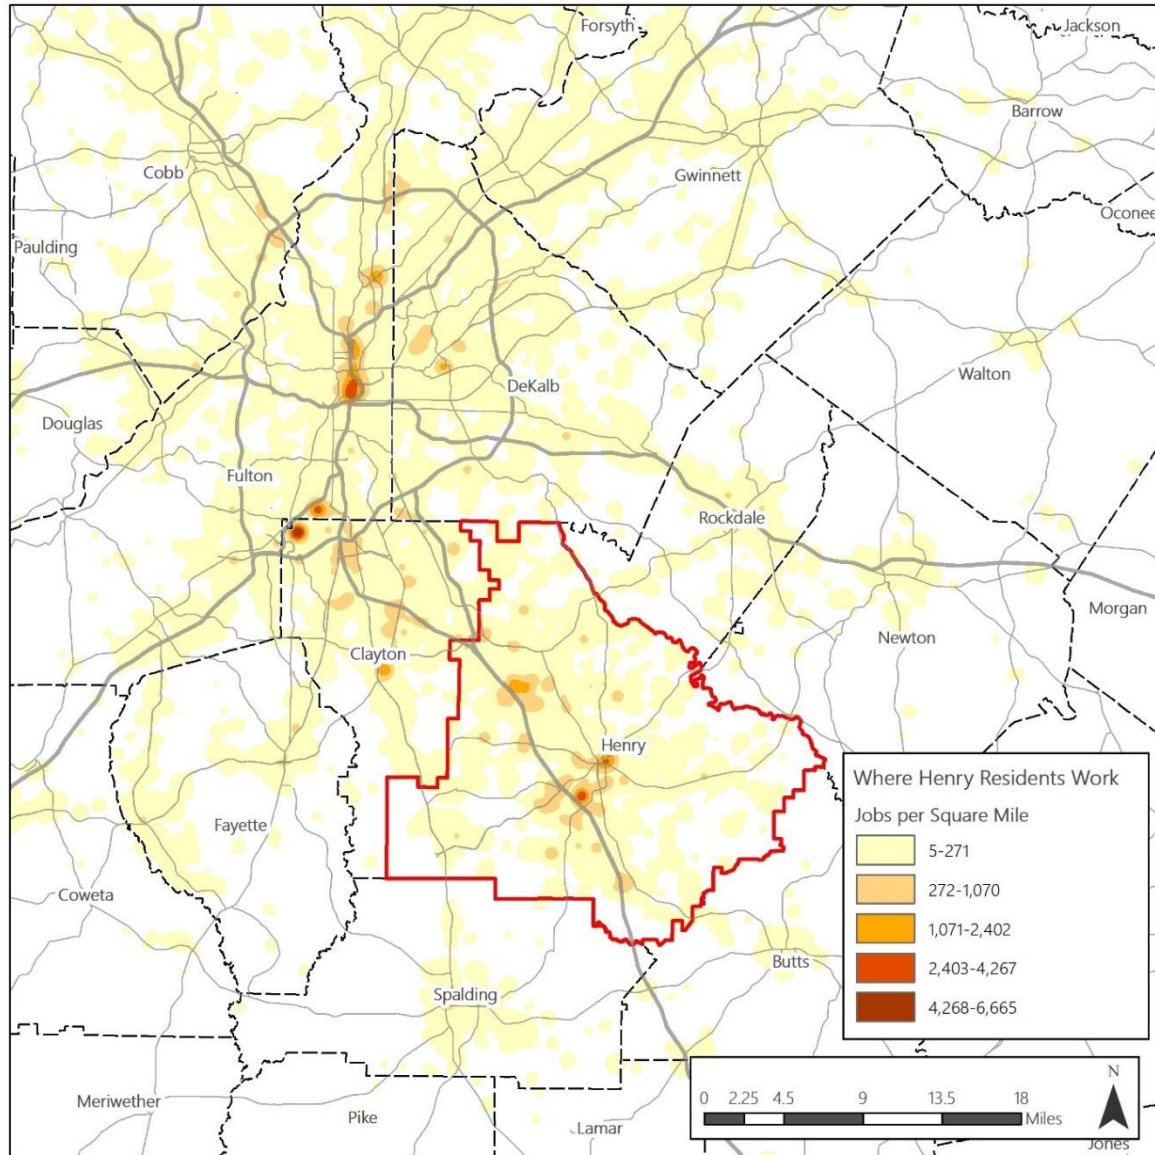 Forsyth
Jackson
Barrow
Cobb
Gwinnett
Oconee
Paulding
Walton
DeKalb
Douglas
Fulton
Rockdale
Morgan
Newton
Clayton
Henry
Fayette
Coweta
Butts
Spalding
Meriwether
Pike
Lamar
Jones
Where Henry Residents Work
Jobs per Square Mile
5-271
272-1,070
1,071-2,402
2,403-4,267
4,268-6,665
N
0 2.25 4.5 9 13.5 18
Miles